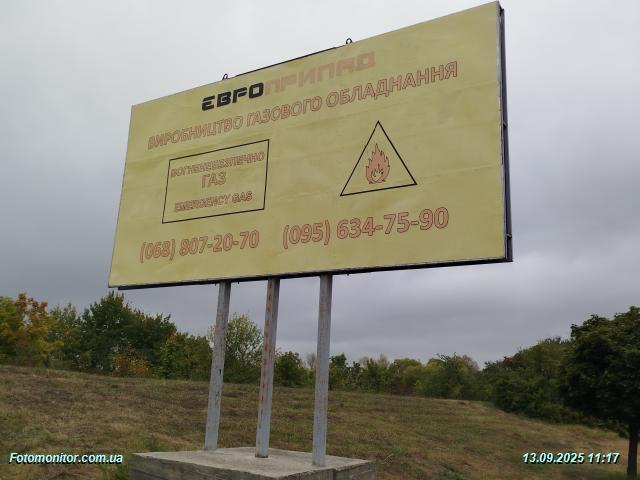 ЕВРОПРИПАД
ВИРОБНИЦТВО ГАЗОВОГО ОБЛАДНАННЯ
ВОГНЕНЕБЕЗПЕЧНО
ГАЗ
EMERGENCY GAS
(068) 807-20-70 (095) 634-75-90
Fotomonitor.com.ua
13.09.2025 11:17